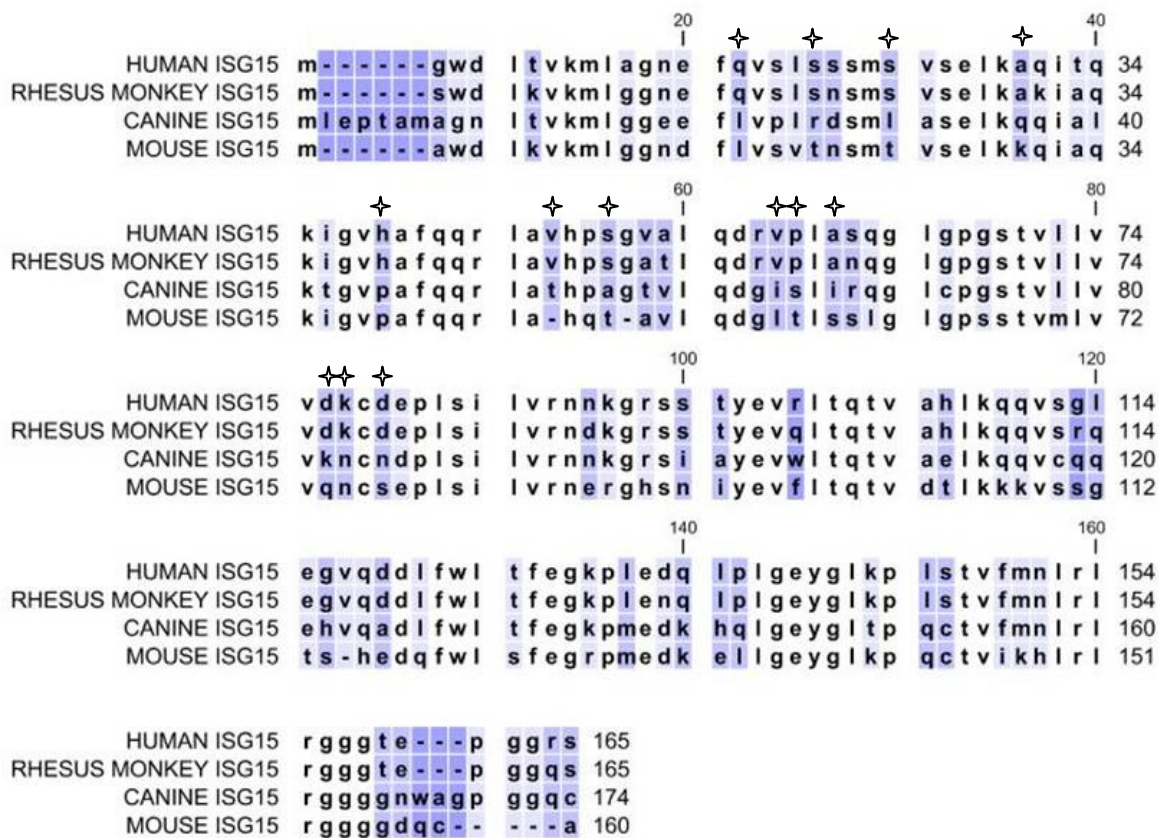 20 40
HUMAN ISG15 m------gwd ltvkmlagne fqvslsssms vselkaqitq 34
RHESUS MONKEY ISG15 m------swd lkvkmlggne fqvslsnsms vselkakiaq 34
CANINE ISG15 mleptamagn ltvkmlggee flvplrdsml aselkqqial 40
MOUSE ISG15 m------awd lkvkmlggnd flvsvtnsmt vselkkqiaq 34
60 80
HUMAN ISG15 kigvhafqqr lavhpsgval qdrvplasqg lgpgstvllv 74
RHESUS MONKEY ISG15 kigvhafqqr lavhpsgatl qdrvplanqg lgpgstvllv 74
CANINE ISG15 ktgvpafqqr lathpagtvl qdgislirqg lcpgstvllv 80
MOUSE ISG15 kigvpafqqr la-hqt-avl qdgltlsslg lgpsstvmlv 72
100 120
HUMAN ISG15 vdkcdeplsi lvrnnkgrss tyevrltqtv ahlkqqvsgl 114
RHESUS MONKEY ISG15 vdkcdeplsi lvrndkgrss tyevqltqtv ahlkqqvsrq 114
CANINE ISG15 vkncndplsi lvrnnkgrsi ayevwltqtv aelkqqvcqq 120
MOUSE ISG15 vqncseplsi lvrnerghsn iyevfltqtv dtlkkkvssg 112
140 160
HUMAN ISG15 egvqddlfwl tfegkpledq lplgeyglkp lstvfmnlrl 154
RHESUS MONKEY ISG15 egvqddlfwl tfegkplenq lplgeyglkp lstvfmnlrl 154
CANINE ISG15 ehvqadlfwl tfegkpmedk hqlgeygltp qctvfmnlrl 160
MOUSE ISG15 ts-hedqfwl sfegrpmedk ellgeyglkp qctvikhlrl 151
HUMAN ISG15 rgggte---p ggrs 165
RHESUS MONKEY ISG15 rgggte---p ggqs 165
CANINE ISG15 rggggnwagp ggqc 174
MOUSE ISG15 rggggdqc-- ---a 160